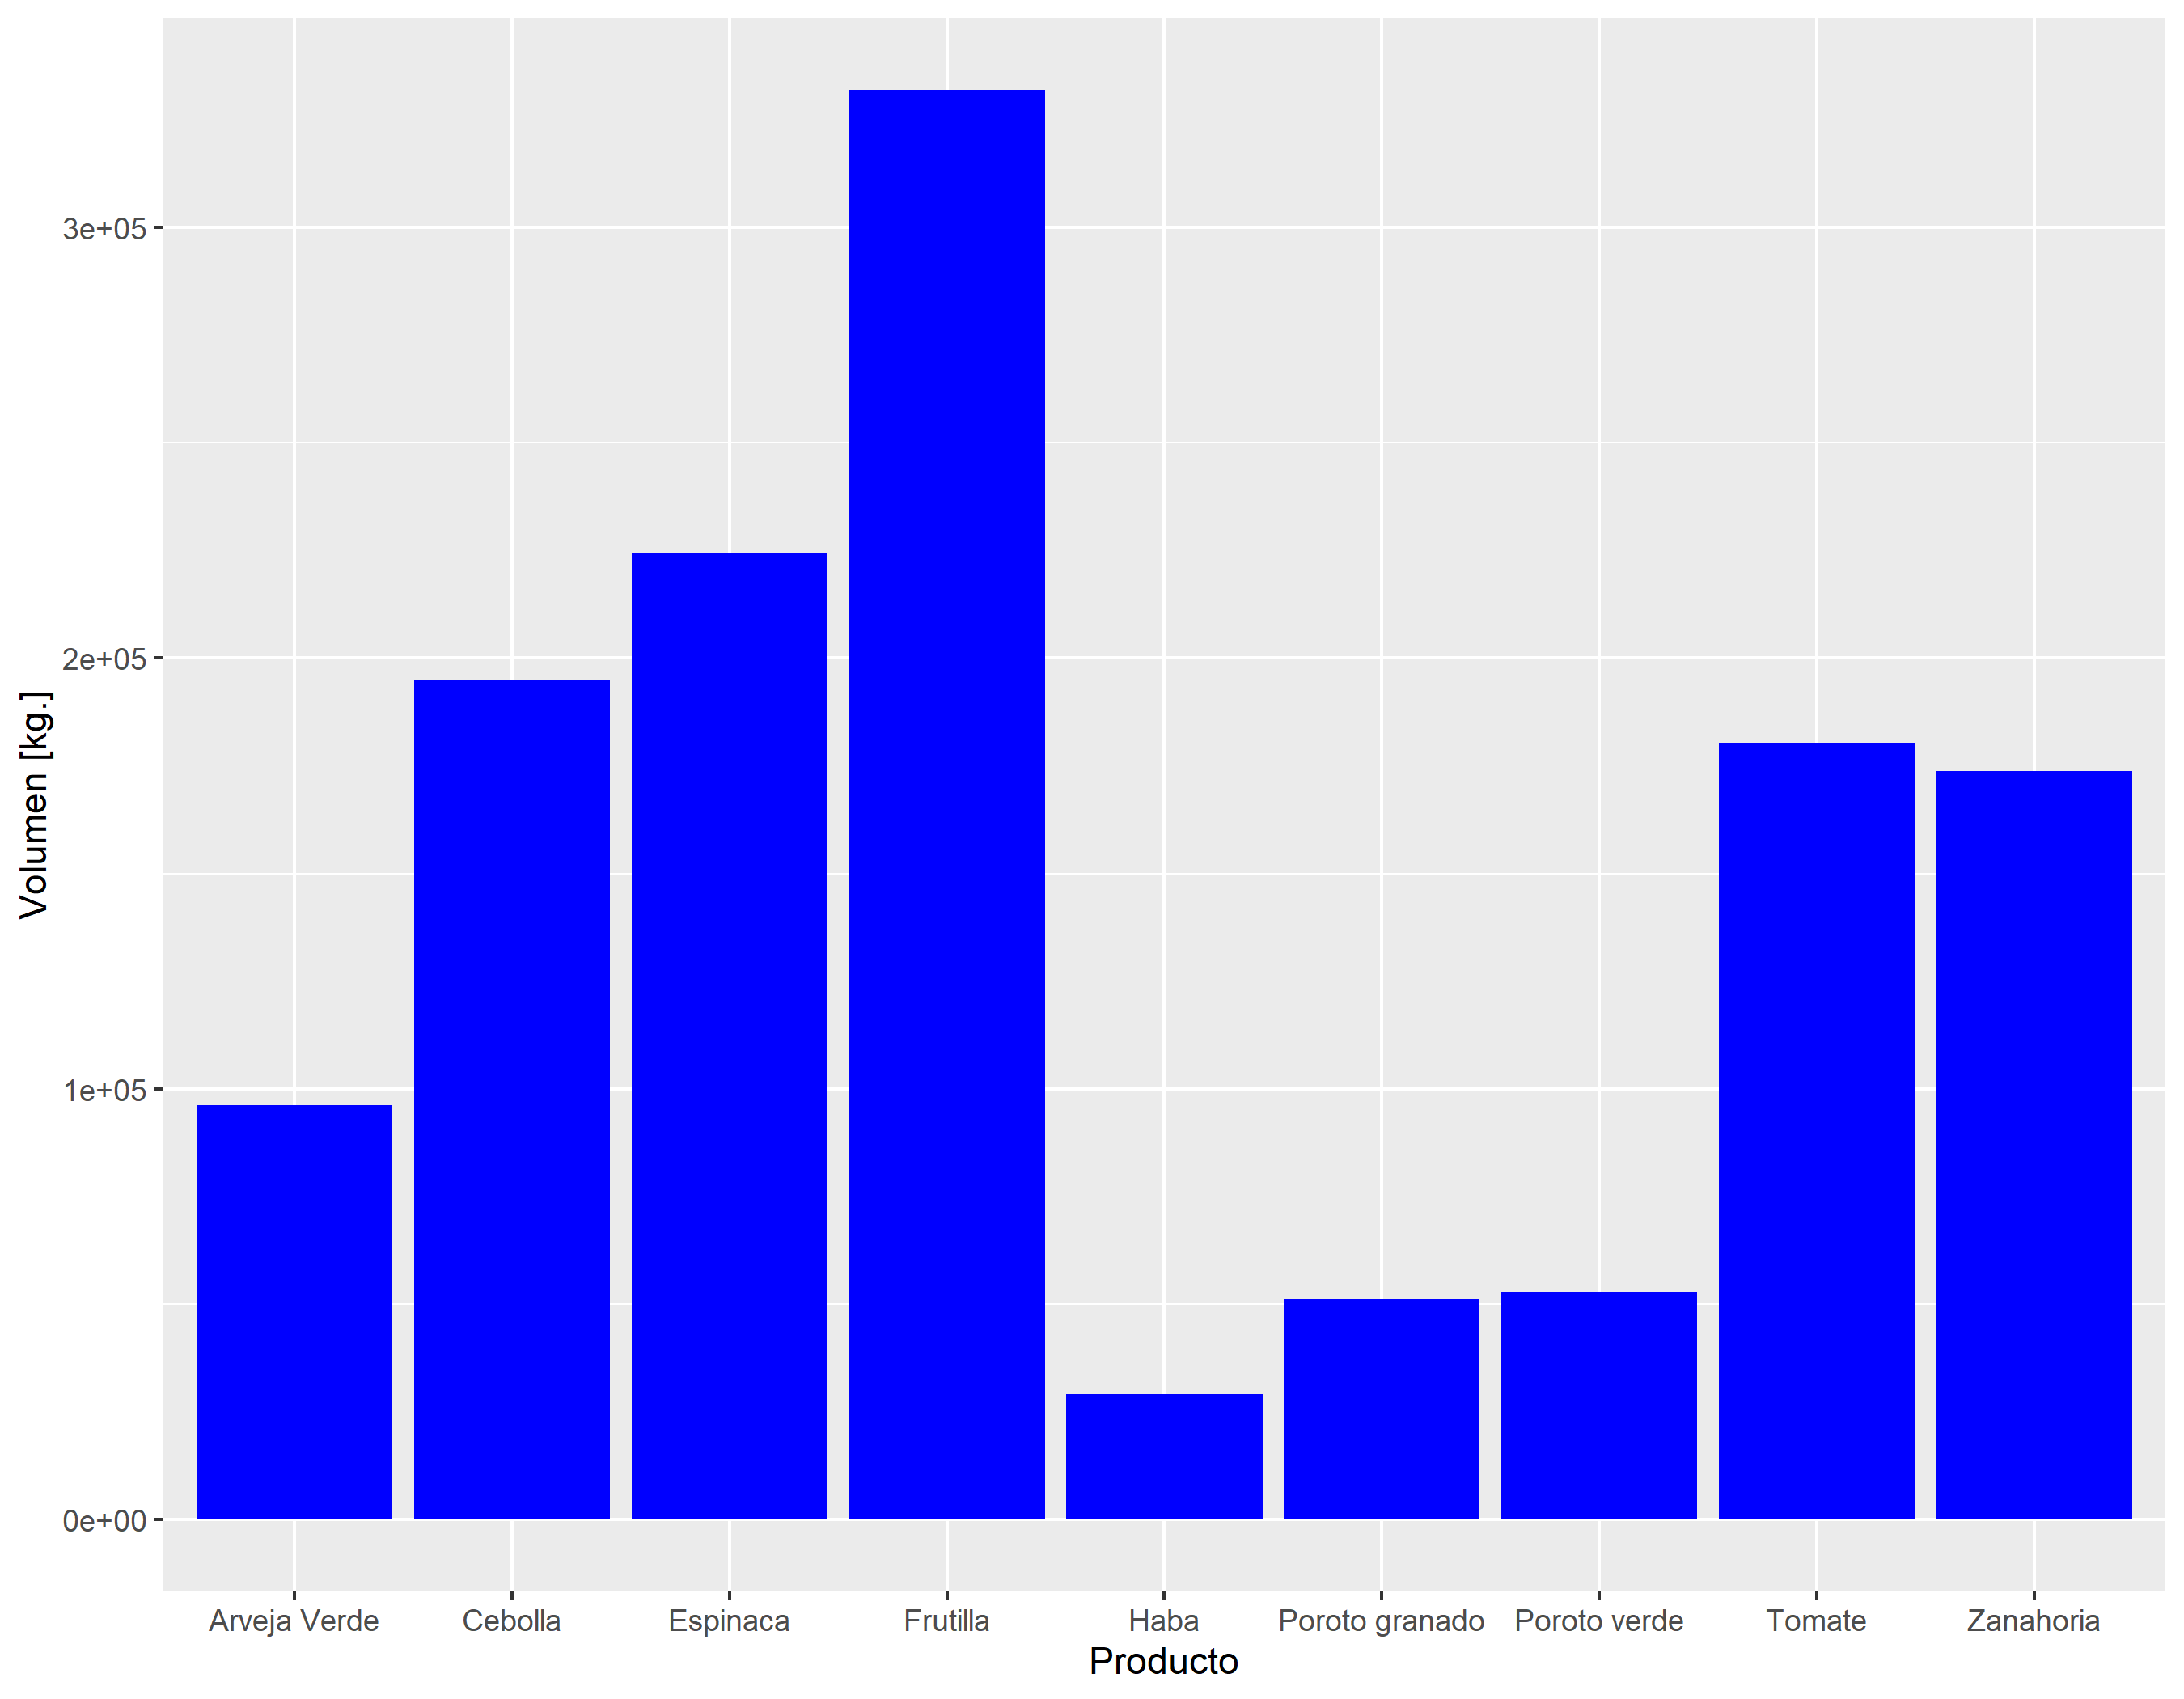 Volumen [kg.]
3e+05
2e+05
1e+05
0e+00
Arveja Verde
Cebolla
Espinaca
Frutilla
Haba
Poroto granado
Poroto verde
Tomate
Zanahoria
Producto